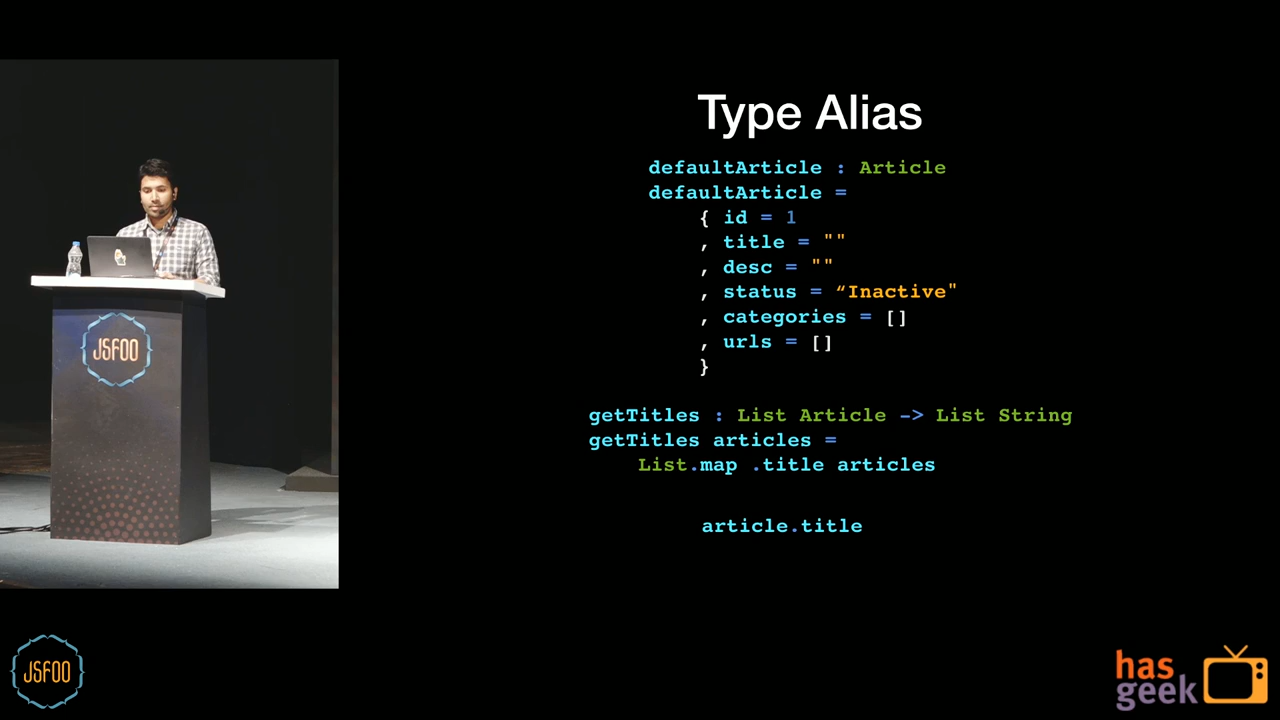 Type Alias
defaultArticle : Article
defaultArticle =
{ id = 1
, title = ""
, desc = ""
, status = “Inactive"
, categories = []
, urls = []
}
getTitles : List Article -> List String
getTitles articles =
List.map .title articles
article.title
JSFOO
JSFOO
has
geek